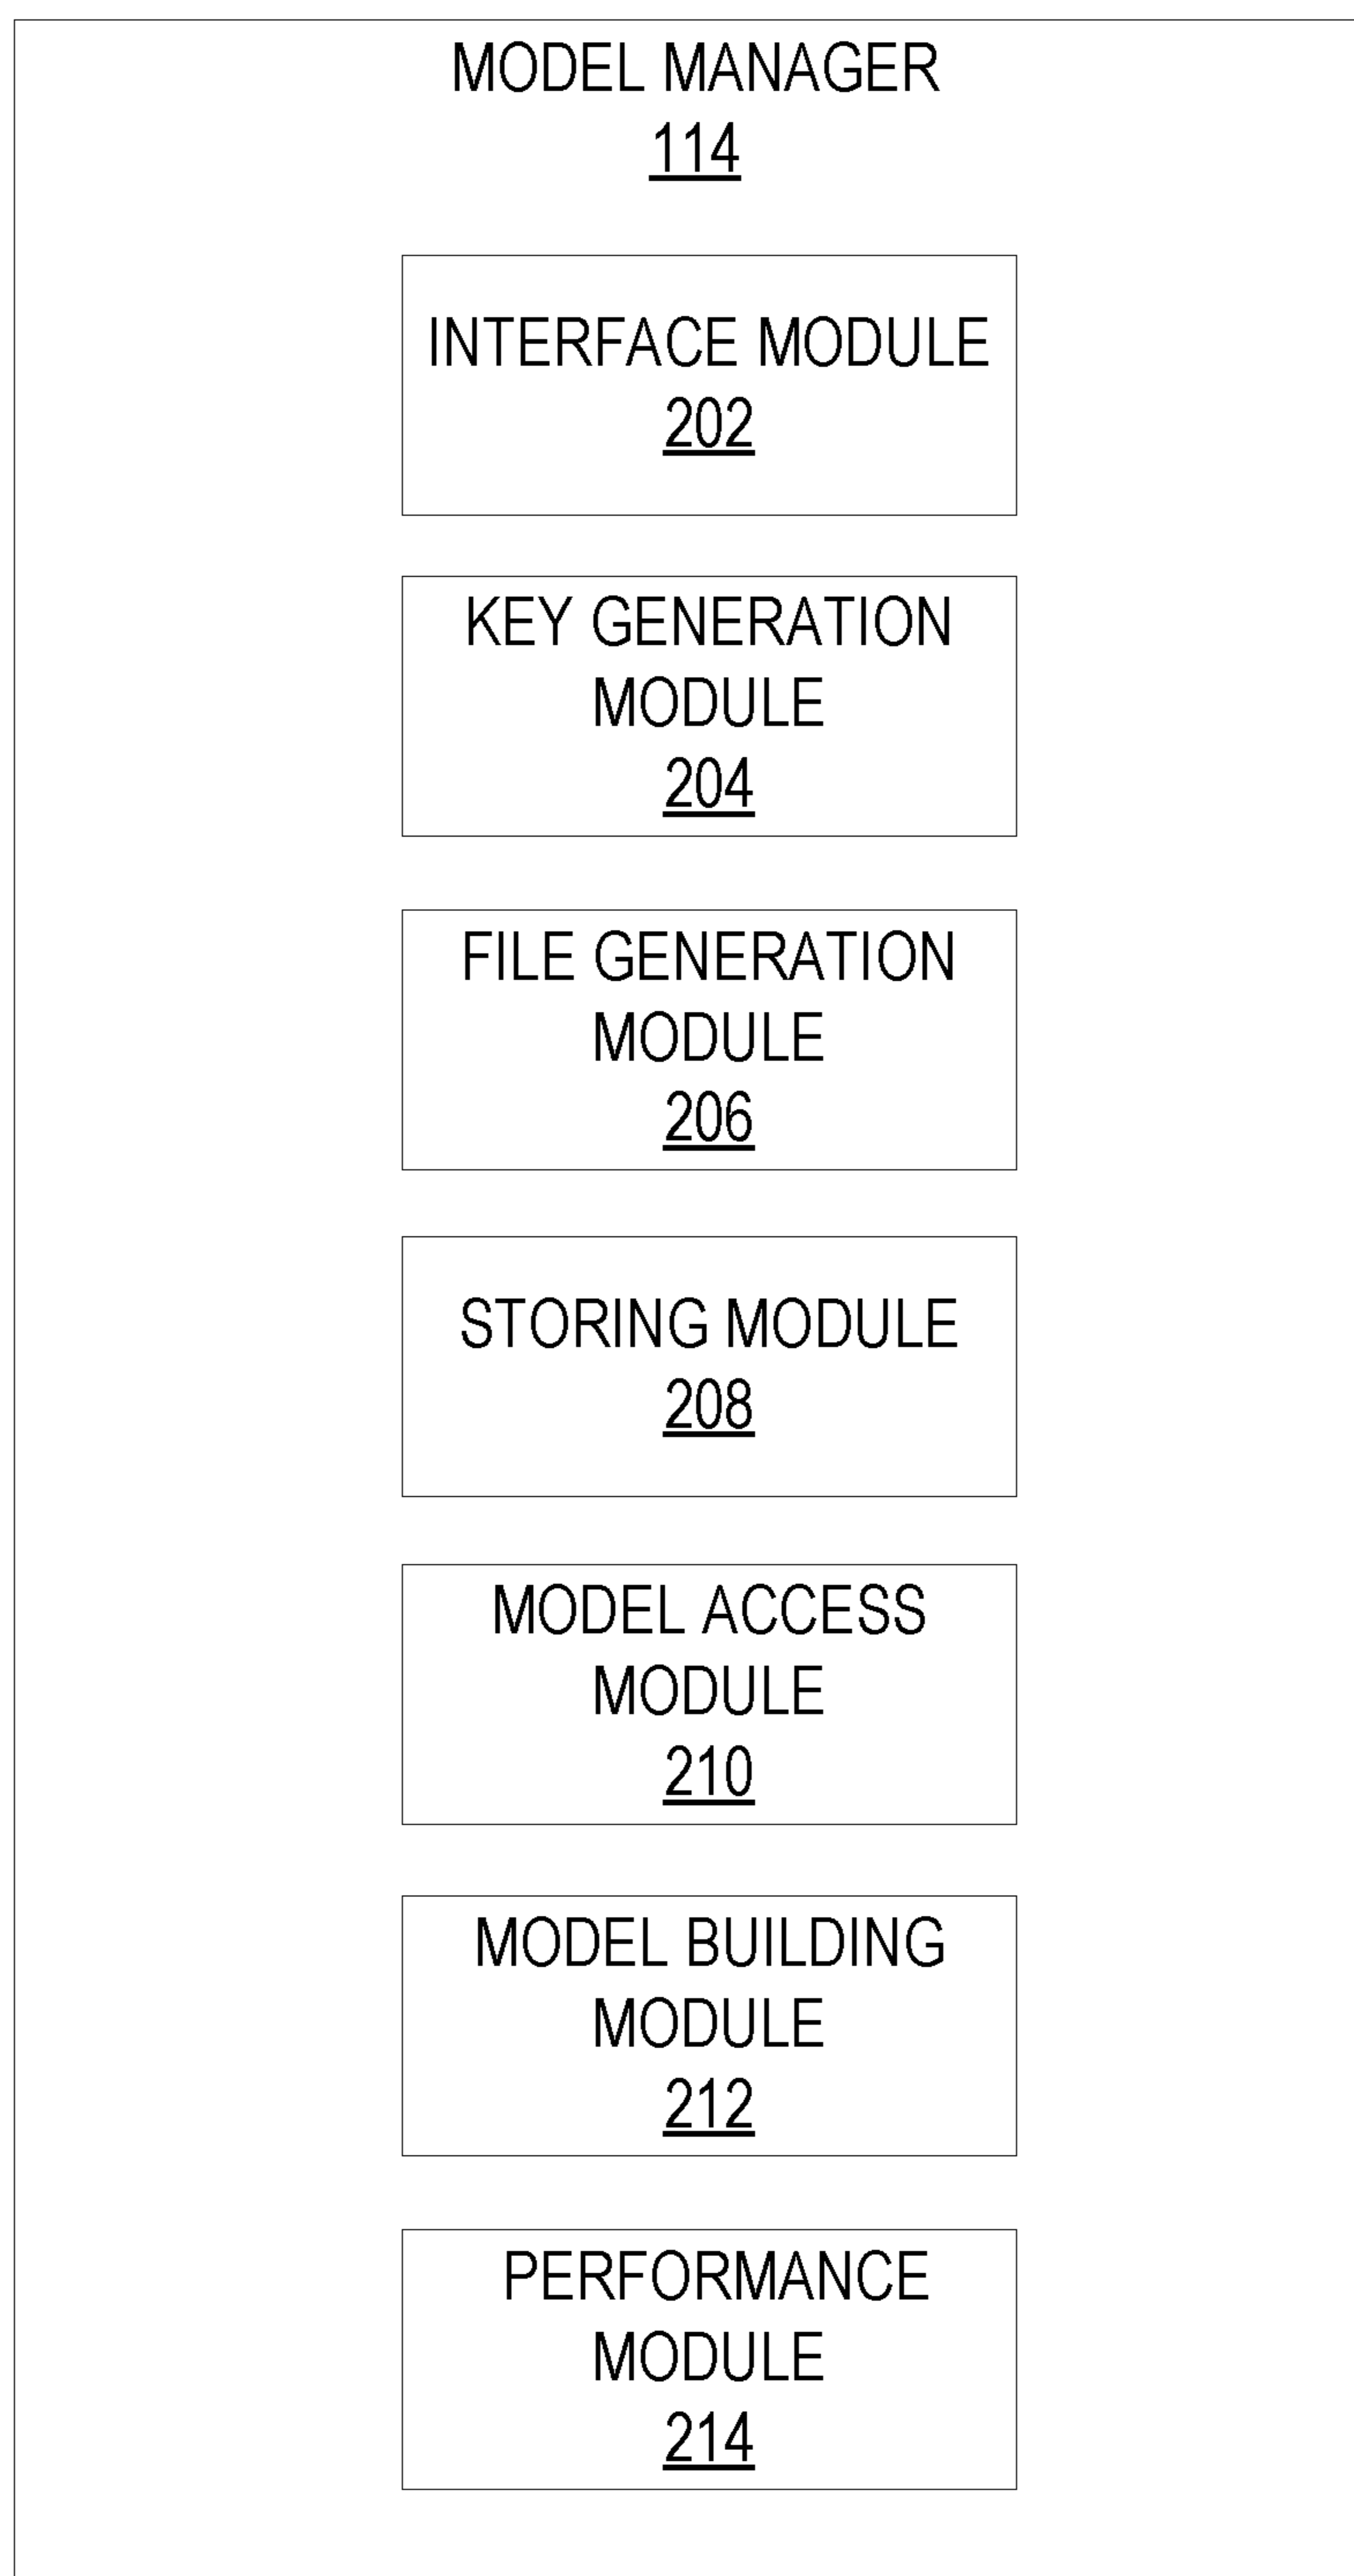 MODEL MANAGER
114
INTERFACE MODULE
202
KEY GENERATION
MODULE
204
FILE GENERATION
MODULE
206
STORING MODULE
208
MODEL ACCESS
MODULE
210
MODEL BUILDING
MODULE
212
PERFORMANCE
MODULE
214